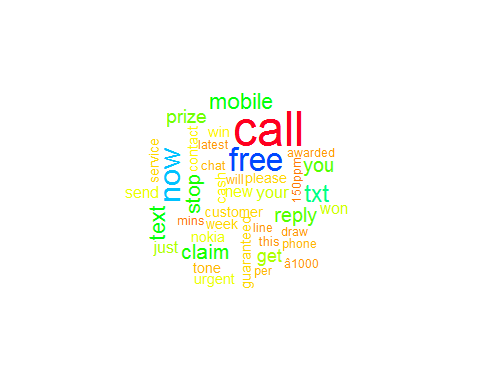 mobile
prize
call
win
contact
latest
service
now
free
awarded
you
chat
will
please
150ppm
cash
stop
send
new
your
txt
text
customer
reply
won
mins
week
line
draw
guaranteed
nokia
this
phone
just
claim
get
tone
per
â1000
urgent